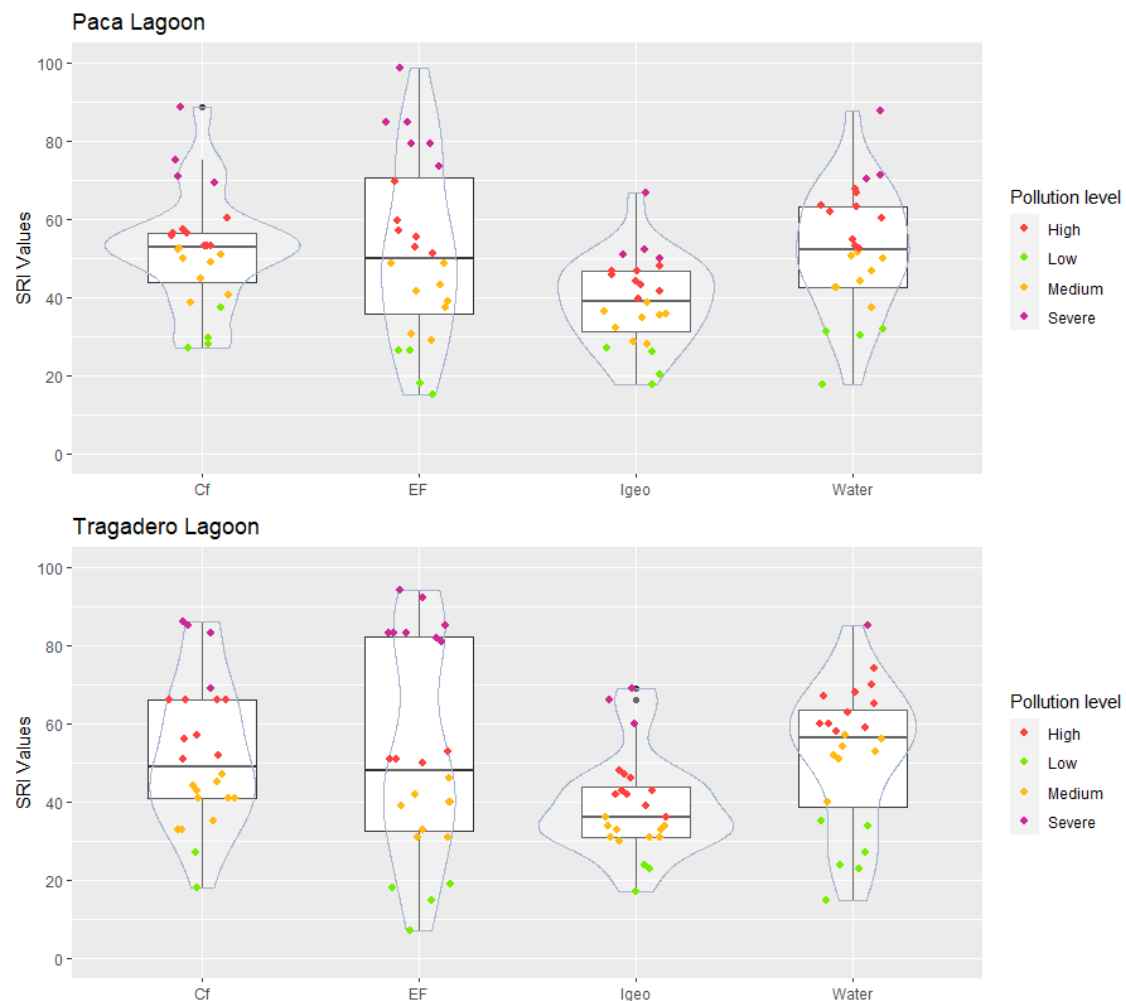 Paca Lagoon
100
80
60
40
20
0
SRI Values
Cf EF Igeo Water
Pollution level
High
Low
Medium
Severe
Tragadero Lagoon
100
80
60
40
20
0
SRI Values
Cf EF Igeo Water
Pollution level
High
Low
Medium
Severe